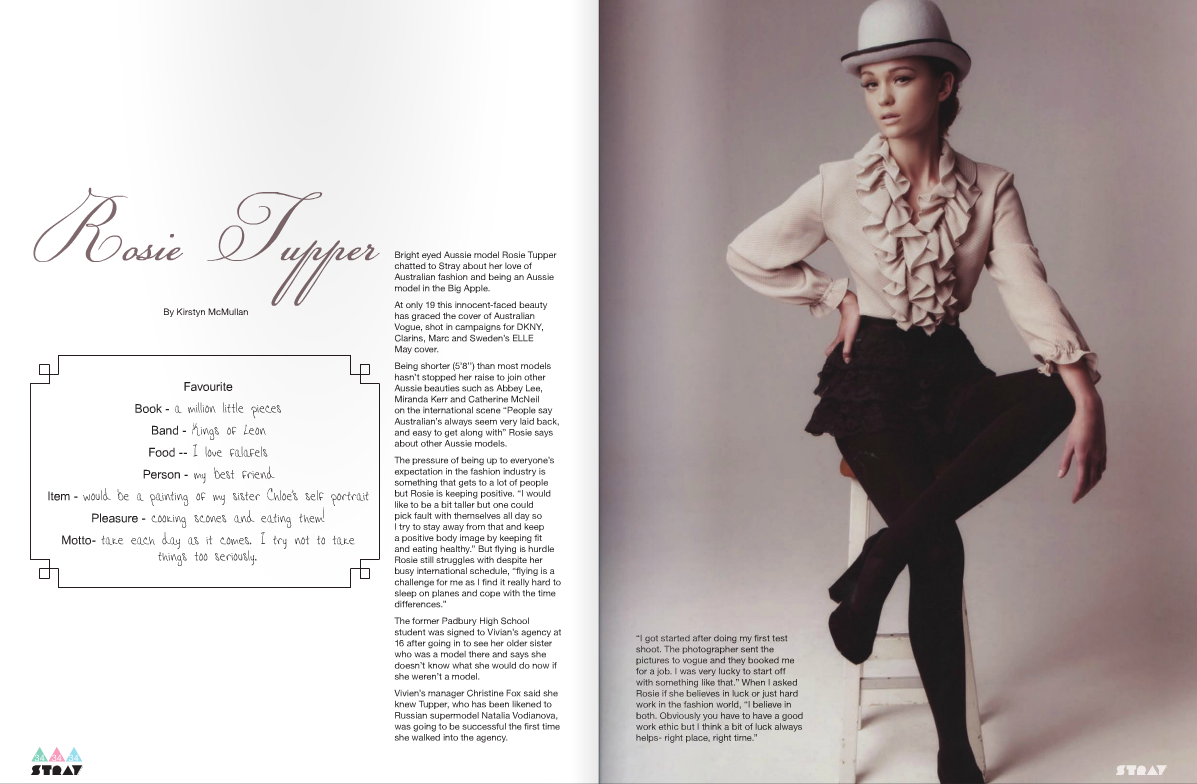 Rosie Tupper
By Kirstyn McMullan
Favourite
Book - a million little pieces
Band - Kings of Leon
Food -- I love falafels
Person - my best friend
Item - would be a painting of my sister Chloe's self portrait
Pleasure - cooking scones and eating them!
Motto- take each day as it comes. I try not to take
things too seriously.
Bright eyed Aussie model Rosie Tupper
chatted to Stray about her love of
Australian fashion and being an Aussie
model in the Big Apple.
At only 19 this innocent-faced beauty
has graced the cover of Australian
Vogue, shot in campaigns for DKNY,
Clarins, Marc and Sweden's ELLE
May cover.
Being shorter (5'8'') than most models
hasn't stopped her raise to join other
Aussie beauties such as Abbey Lee,
Miranda Kerr and Catherine McNeil
on the international scene “People say
Australian's always seem very laid back,
and easy to get along with” Rosie says
about other Aussie models.
The pressure of being up to everyone's
expectation in the fashion industry is
something that gets to a lot of people
but Rosie is keeping positive. “I would
like to be a bit taller but one could
pick fault with themselves all day so
I try to stay away from that and keep
a positive body image by keeping fit
and eating healthy.” But flying is hurdle
Rosie still struggles with despite her
busy international schedule, “flying is a
challenge for me as I find it really hard to
sleep on planes and cope with the time
differences.”
The former Padbury High School
student was signed to Vivian's agency at
16 after going in to see her older sister
who was a model there and says she
doesn't know what she would do now if
she weren't a model.
Vivien's manager Christine Fox said she
knew Tupper, who has been likened to
Russian supermodel Natalia Vodianova,
was going to be successful the first time
she walked into the agency.
STRAY
“I got started after doing my first test
shoot. The photographer sent the
pictures to vogue and they booked me
for a job. I was very lucky to start off
with something like that.” When I asked
Rosie if she believes in luck or just hard
work in the fashion world, “I believe in
both. Obviously you have to have a good
work ethic but I think a bit of luck always
helps- right place, right time.”
STRAY